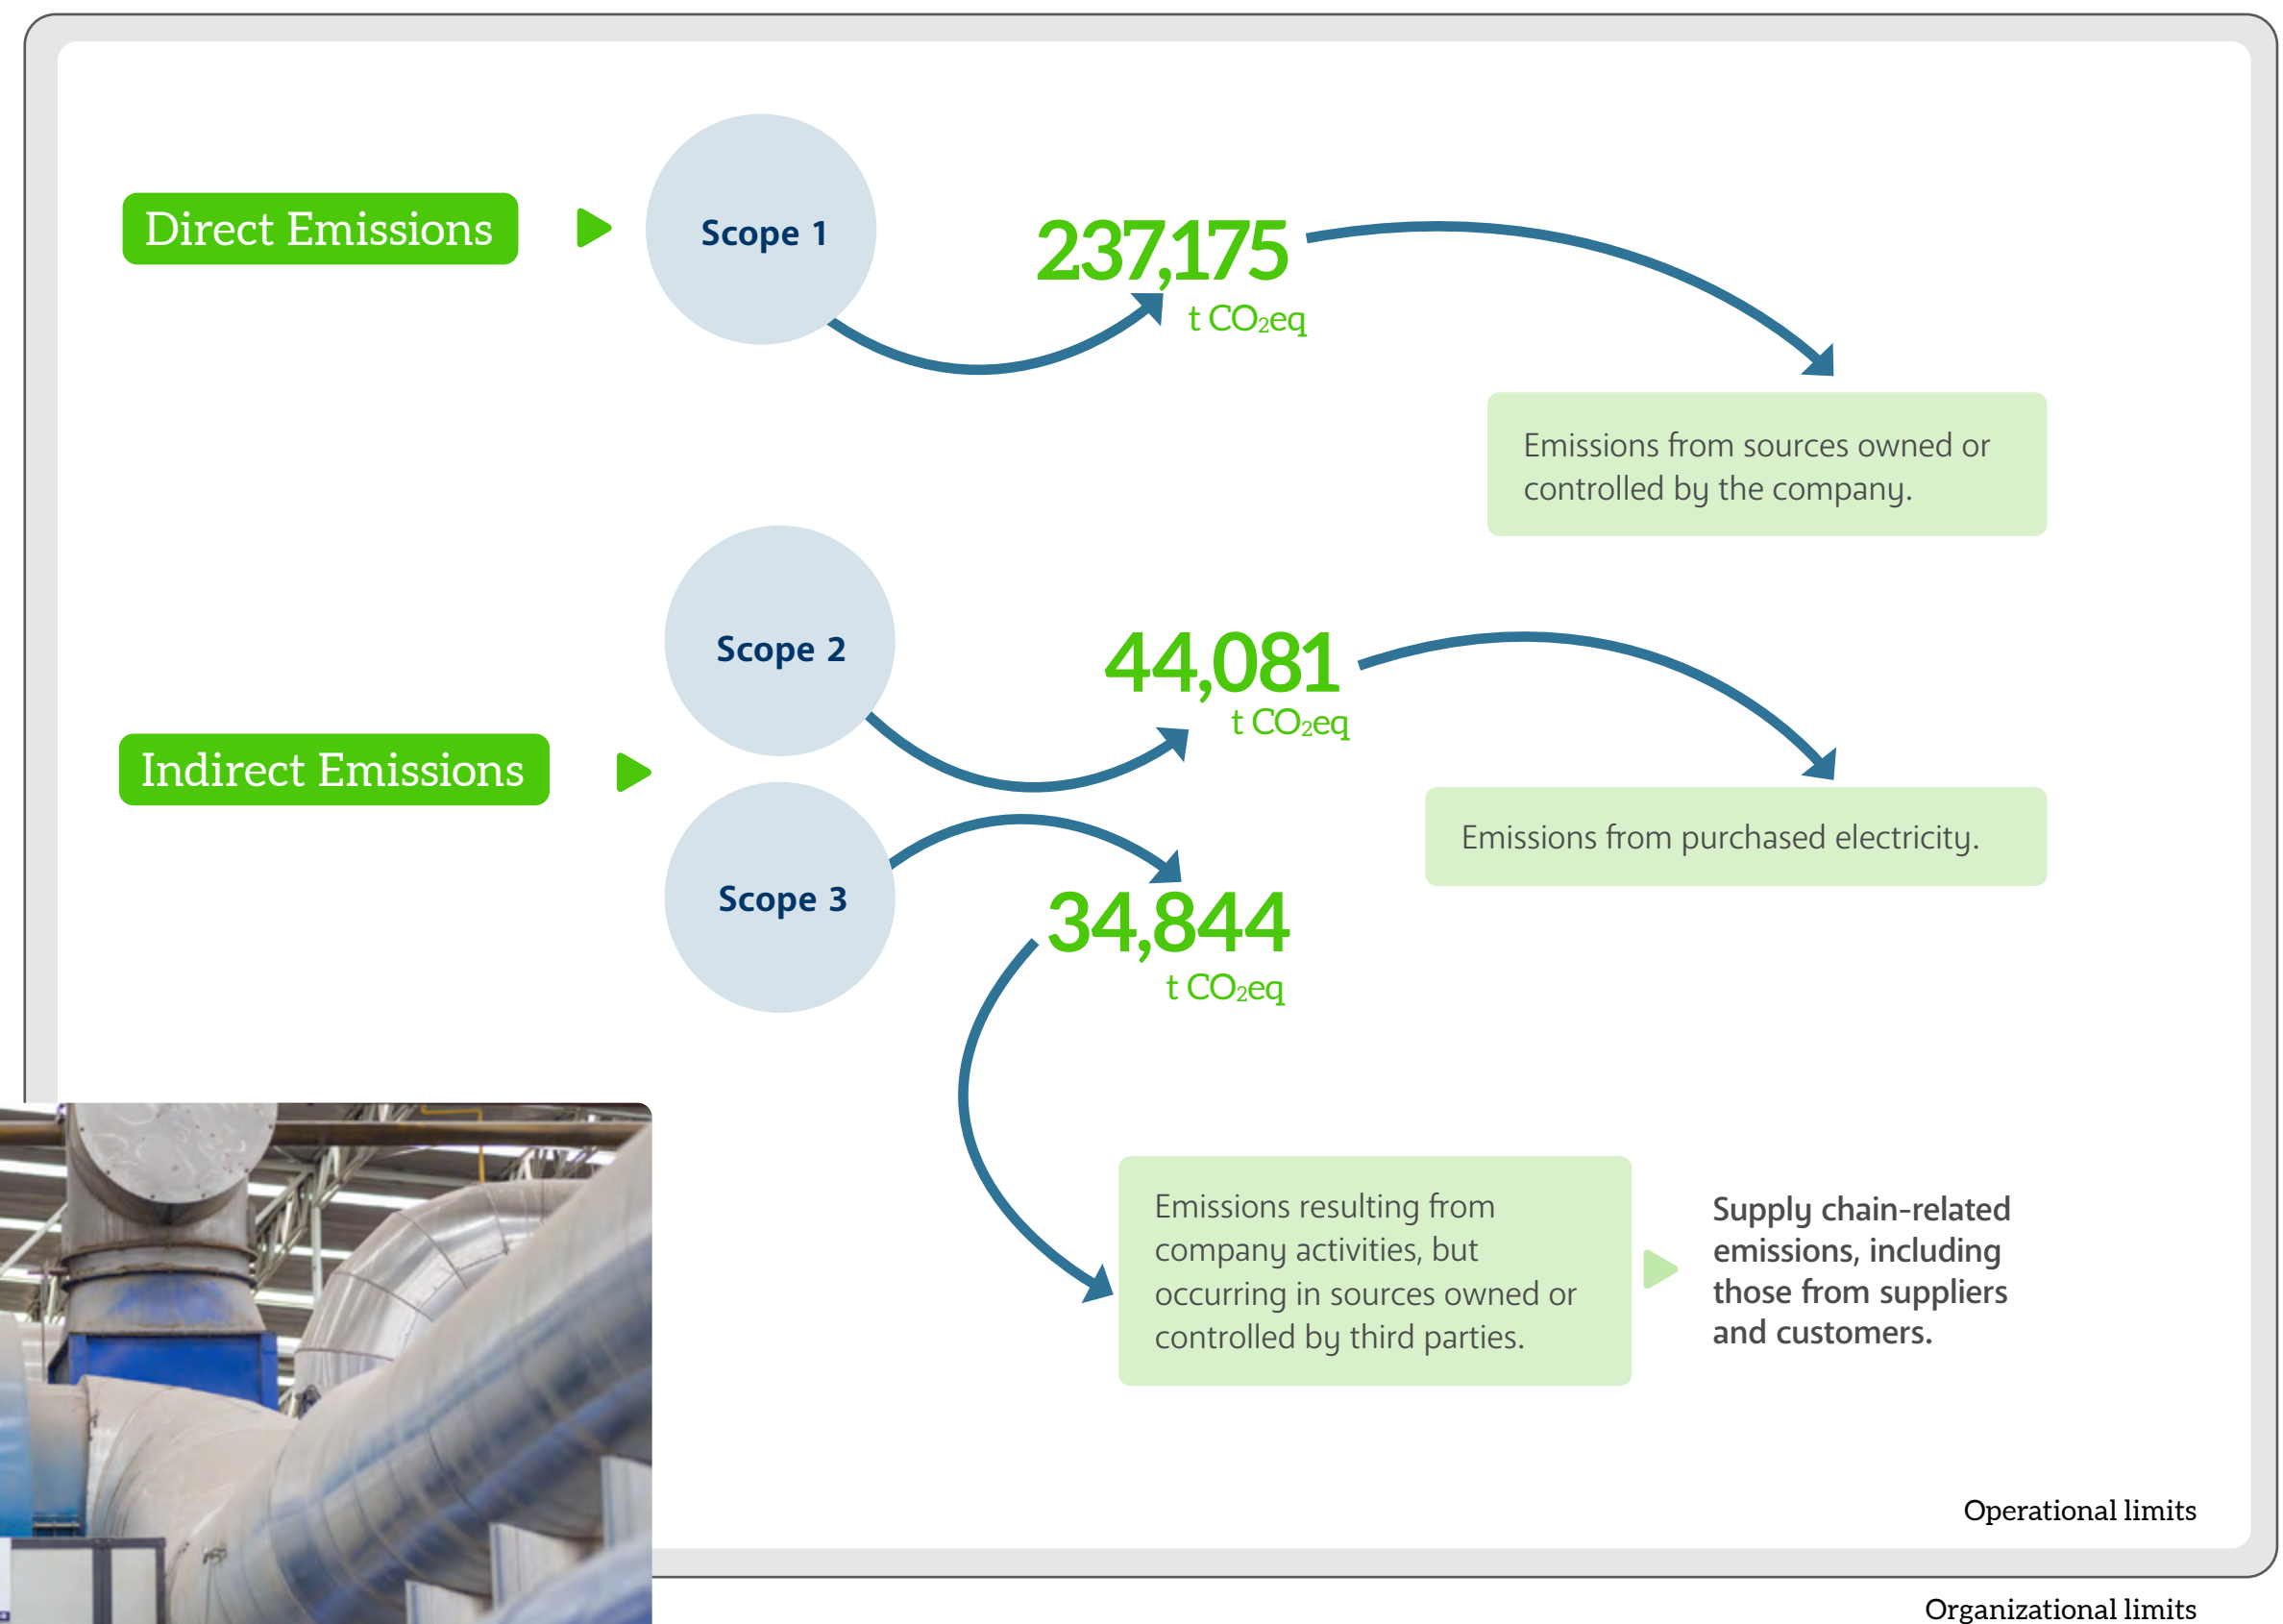 Direct Emissions
Scope 1
237,175
t CO₂eq
Emissions from sources owned or
controlled by the company.
Indirect Emissions
Scope 2
44,081
t CO₂eq
Emissions from purchased electricity.
Scope 3
34,844
t CO₂eq
Emissions resulting from
company activities, but
occurring in sources owned or
controlled by third parties.
Supply chain-related
emissions, including
those from suppliers
and customers.
Operational limits
Organizational limits